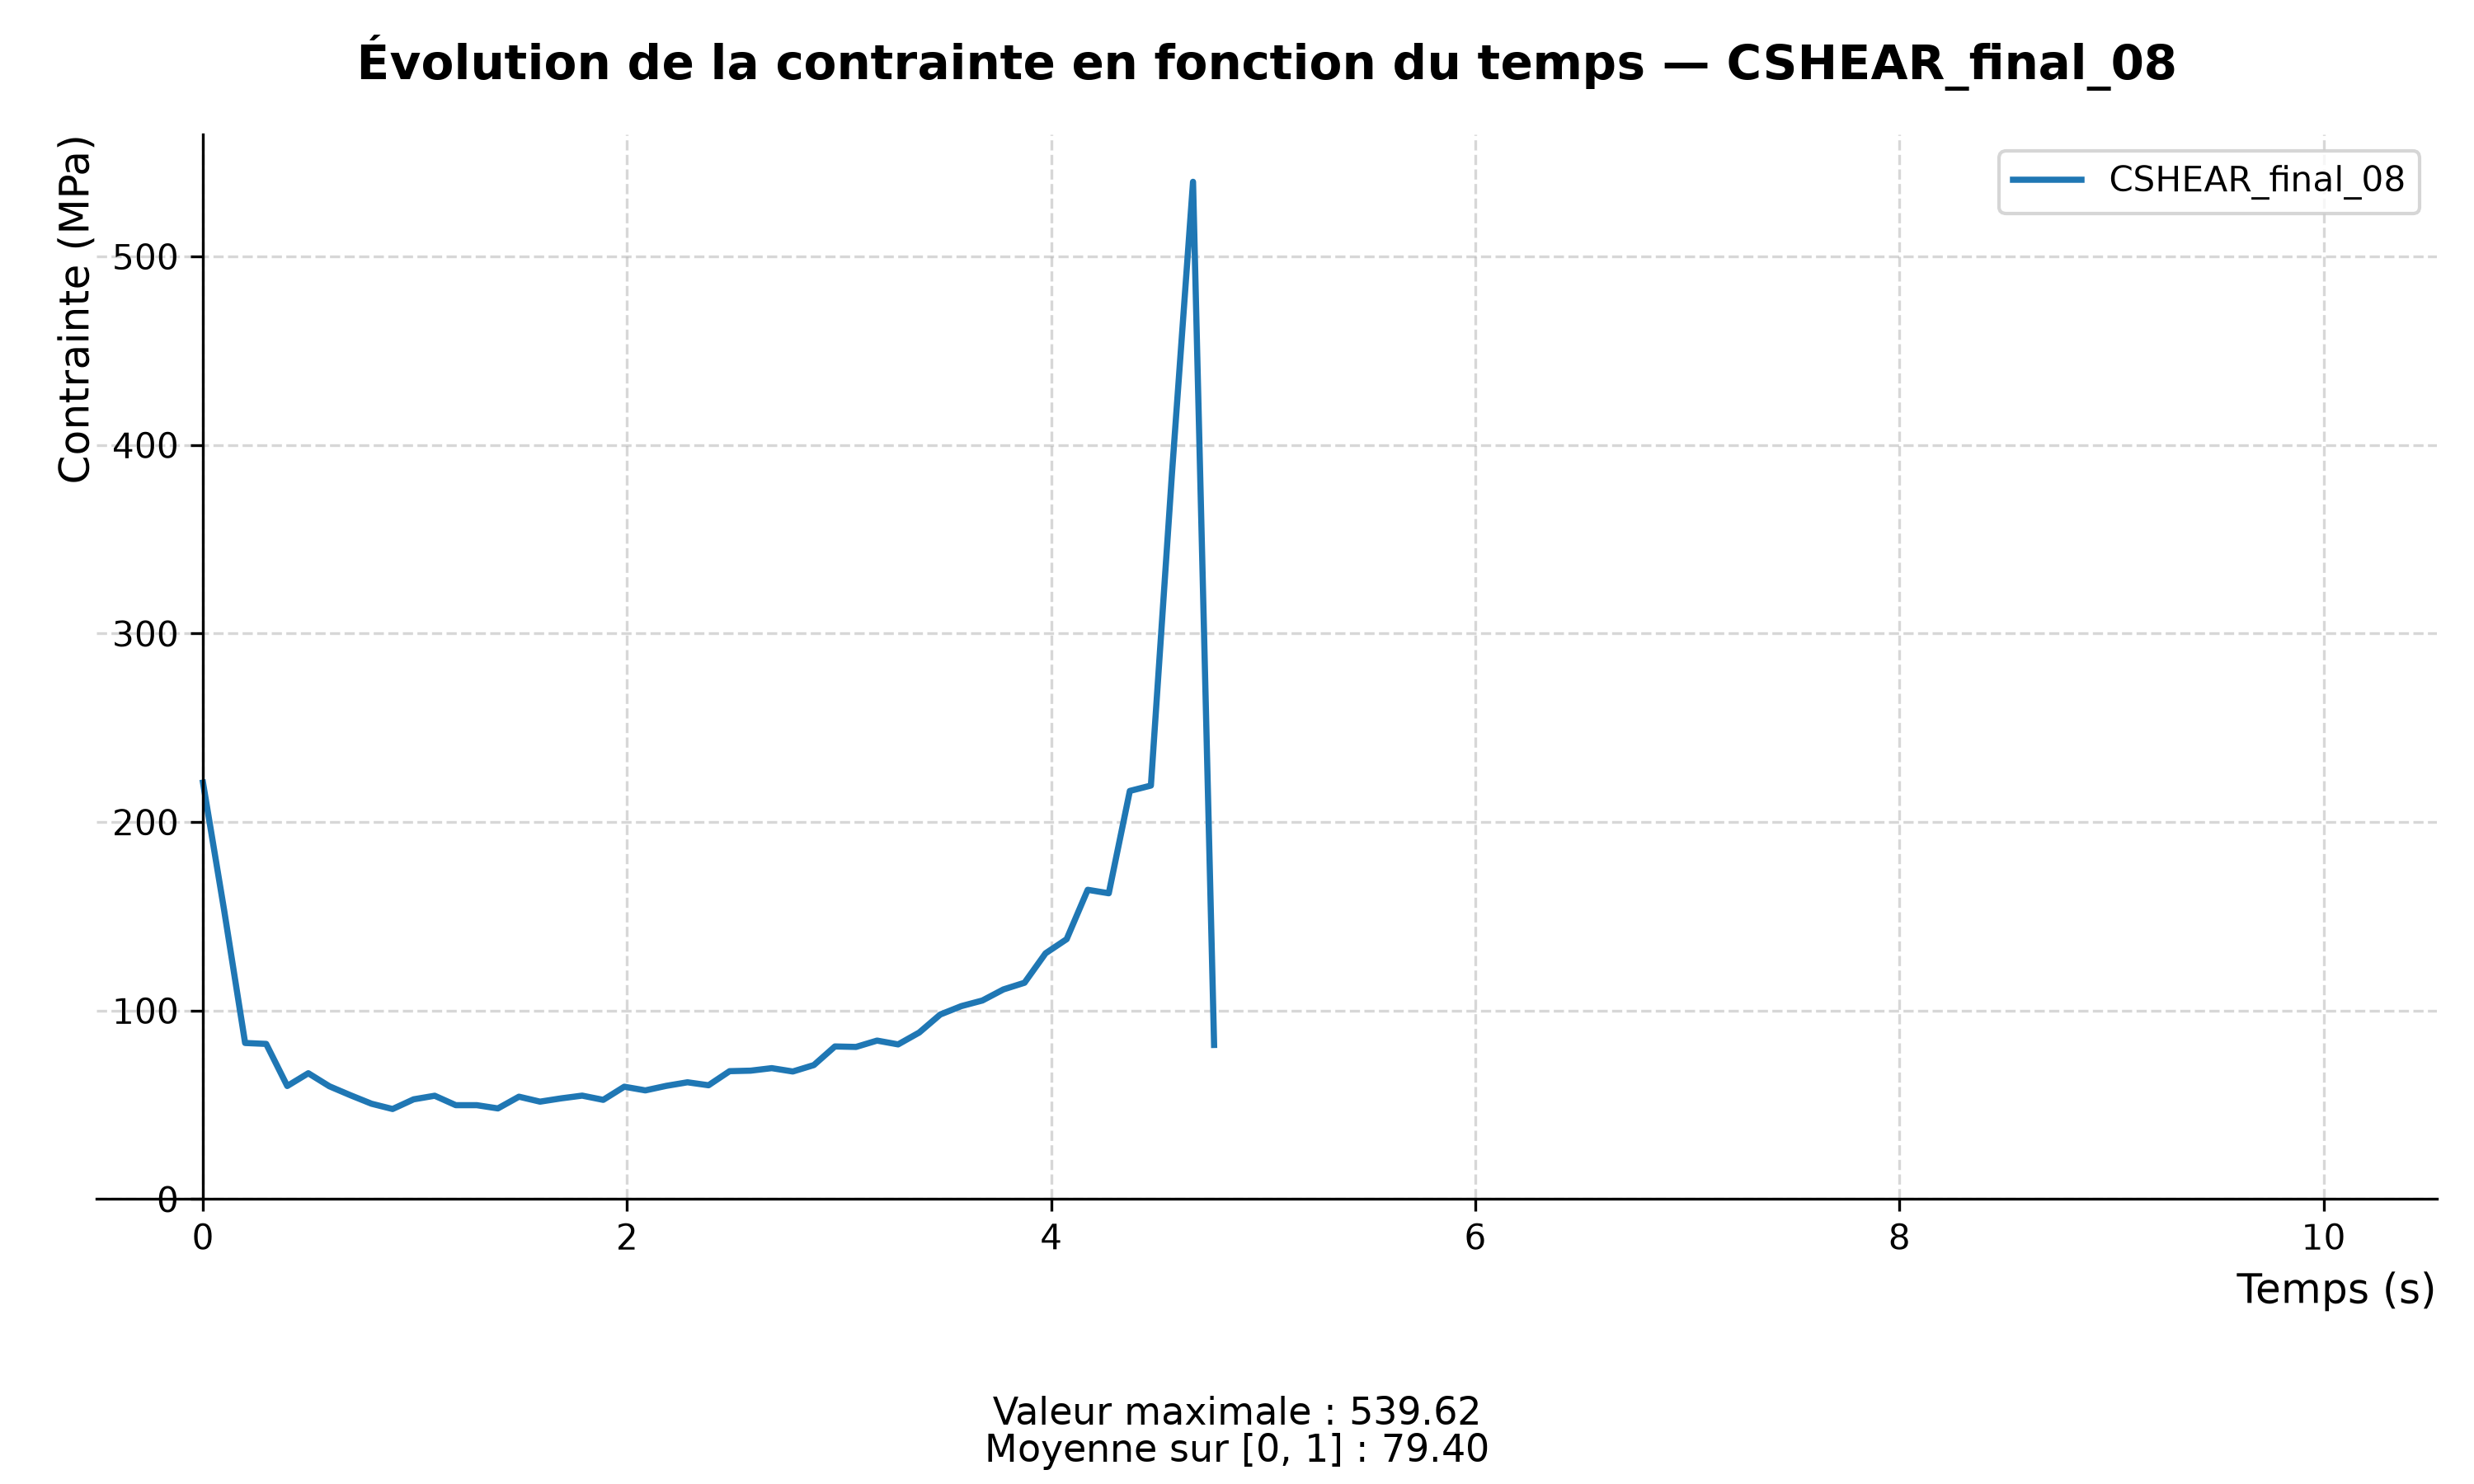 Évolution de la contrainte en fonction du temps — CSHEAR_final_08
Contrainte (MPa)
CSHEAR_final_08
500
400
300
200
100
0
0 2 4 6 8 10
Temps (s)
Valeur maximale : 539.62
Moyenne sur [0, 1] : 79.40